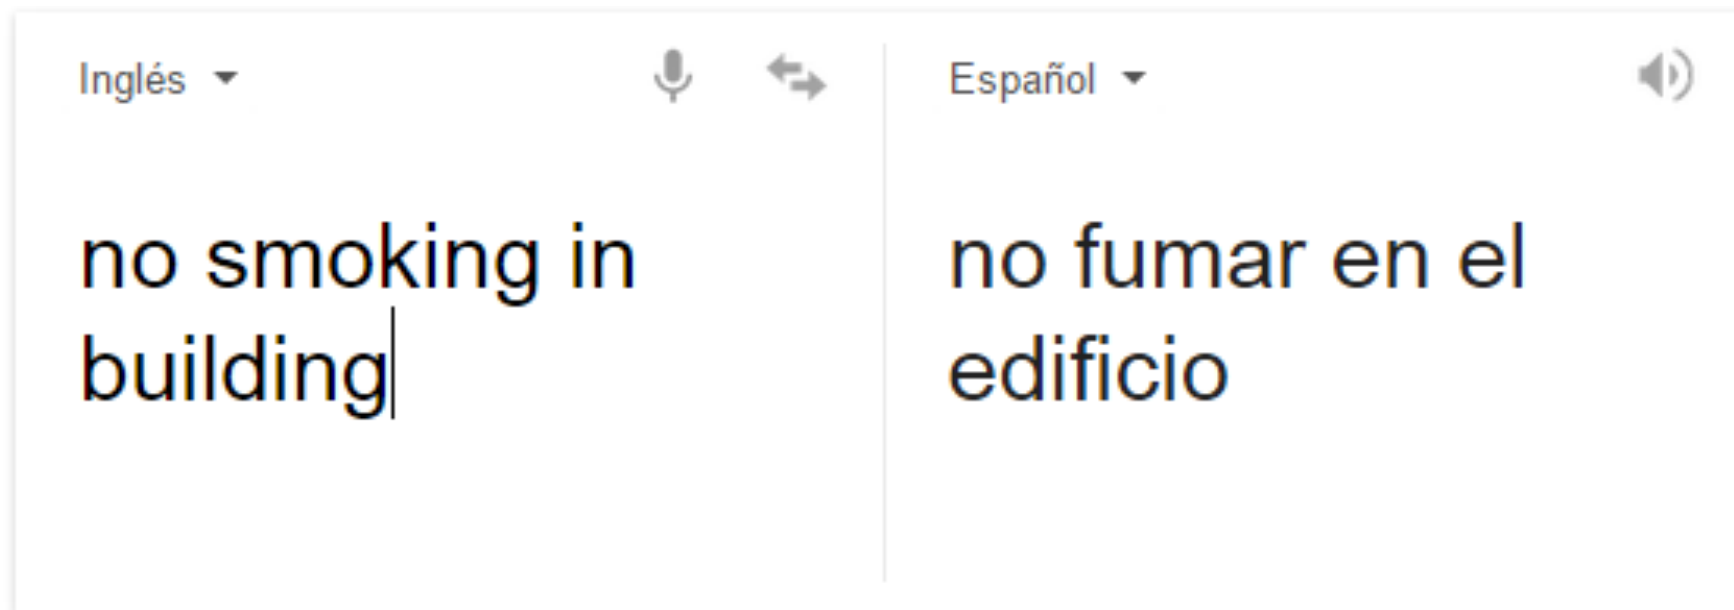 Inglés
Español
no smoking in
building
no fumar en el
edificio